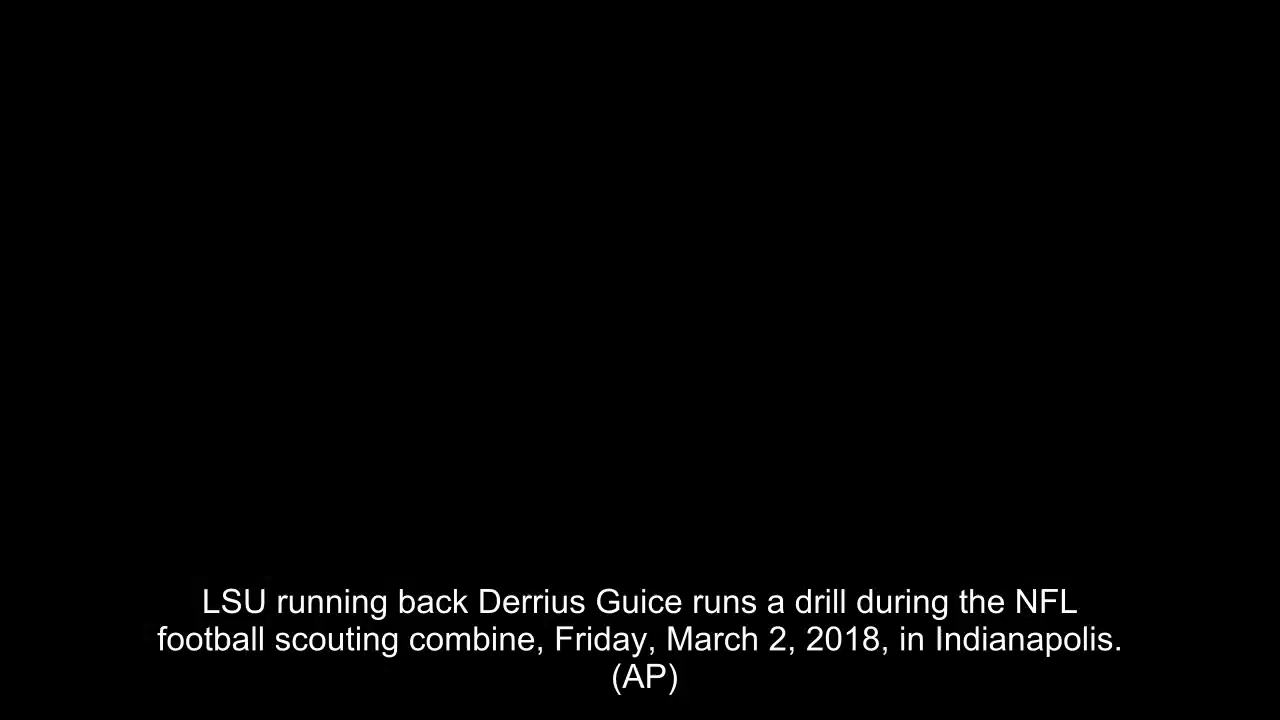 LSU running back Derrius Guice runs a drill during the NFL
football scouting combine, Friday, March 2, 2018, in Indianapolis.
(AP)